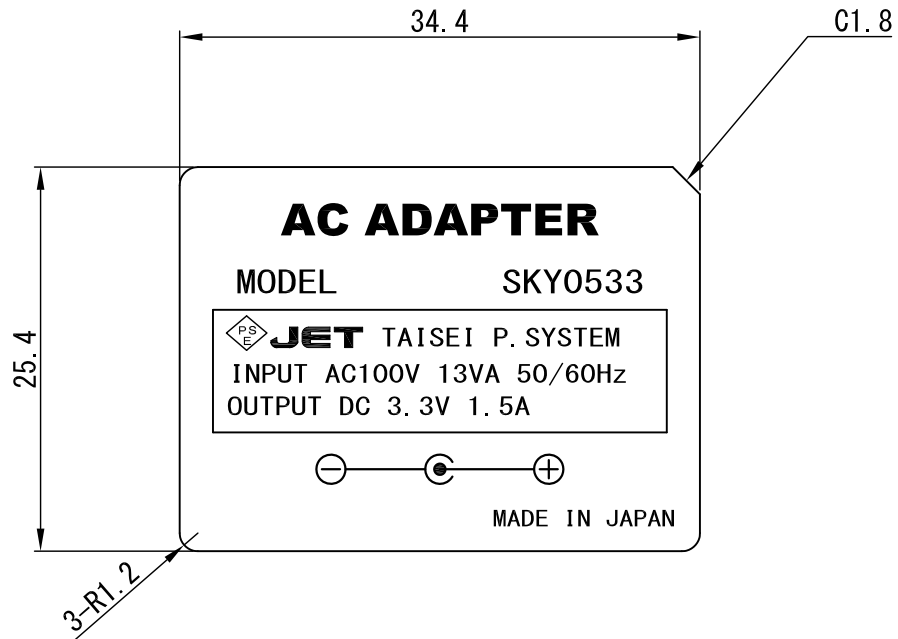 34.4
C1.8
AC ADAPTER
MODEL SKY0533
PS
E
JET TAISEI P.SYSTEM
INPUT AC100V 13VA 50/60Hz
OUTPUT DC 3.3V 1.5A
25.4
MADE IN JAPAN
3-R1.2